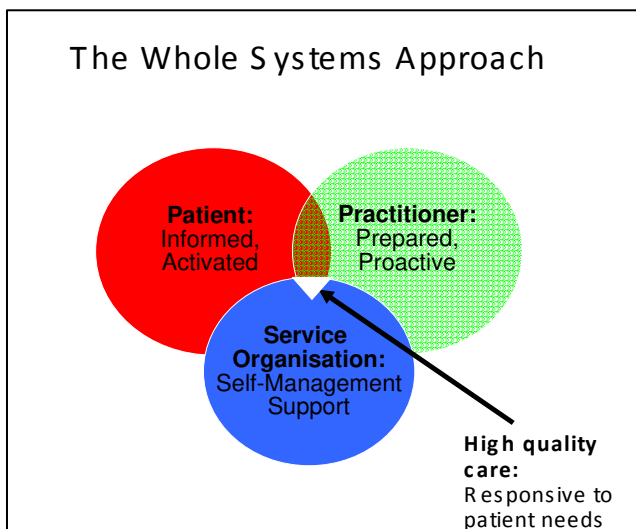 The Whole Systems Approach
Patient:
Informed,
Activated
Practitioner:
Prepared,
Proactive
Service
Organisation:
Self-Management
Support
High quality
care:
Responsive to
patient needs